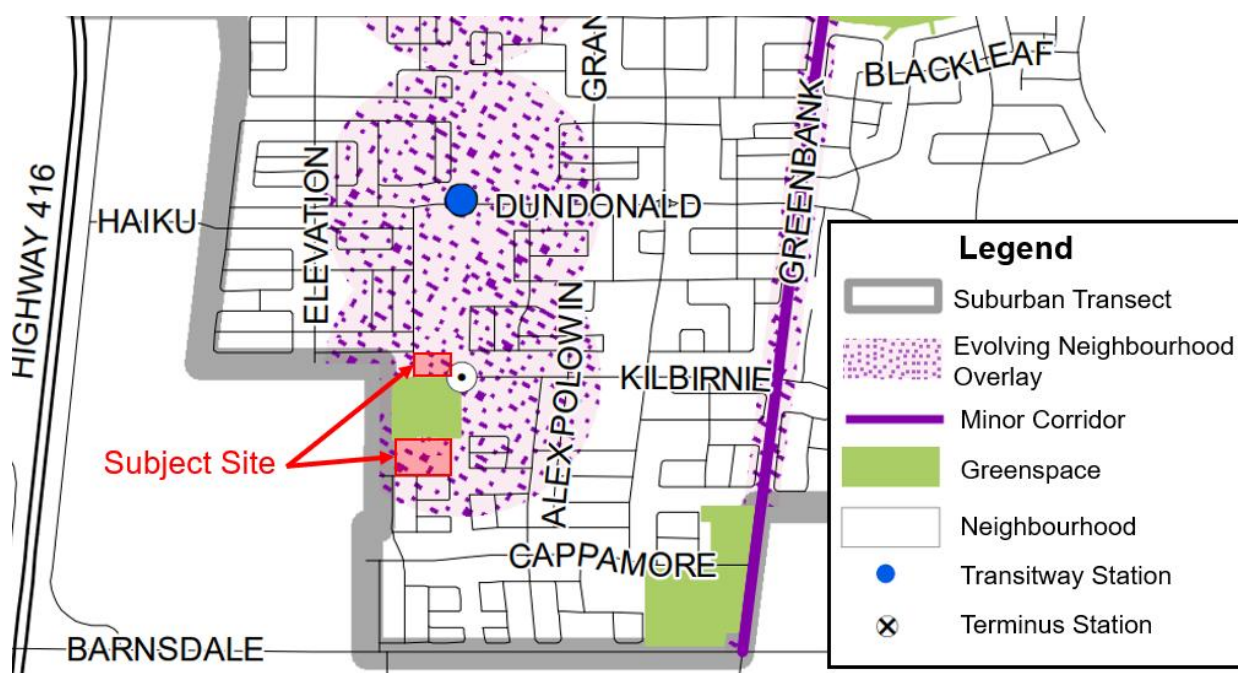 GRAN
BLACKLEAF
HIGHWAY 416
ELEVATION
HAIKU
DUNDONALD
GREENBANK
ALEX POLOWIN
KILBIRNIE
Subject Site
CAPPAMORE
BARNSDALE
Legend
Suburban Transect
Evolving Neighbourhood
Overlay
Minor Corridor
Greenspace
Neighbourhood
Transitway Station
Terminus Station